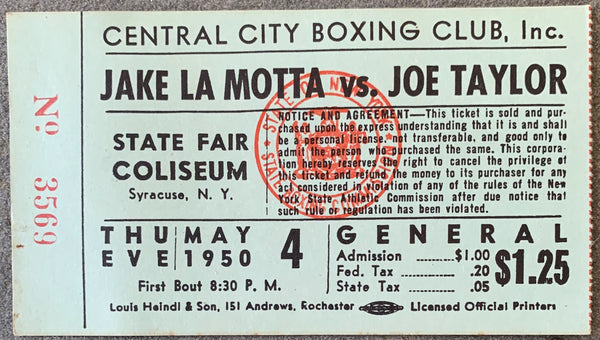 CENTRAL CITY BOXING CLUB, Inc.
JAKE LA MOTTA vs. JOE TAYLOR
No. 3569
STATE FAIR
COLISEUM
Syracuse, N. Y.
NOTICE AND AGREEMENT—This ticket is sold and pur-
chased upon the express understanding that it is and shall
be a personal license, not transferable, and good only to
admit the person who purchased the same. This corpora-
tion hereby reserves the right to cancel the privilege of
this ticket and refund the money to its purchaser for any
act considered in violation of any of the rules of the New
York State Athletic Commission after due notice that
such rule or regulation has been violated.
STATE OF NEW YORK
STATE
THU MAY 4
EVE 1950
First Bout 8:30 P. M.
GENERAL
Admission $1.00
Fed. Tax .20
State Tax .05
$1.25
Louis Heindl & Son, 151 Andrews, Rochester Licensed Official Printers